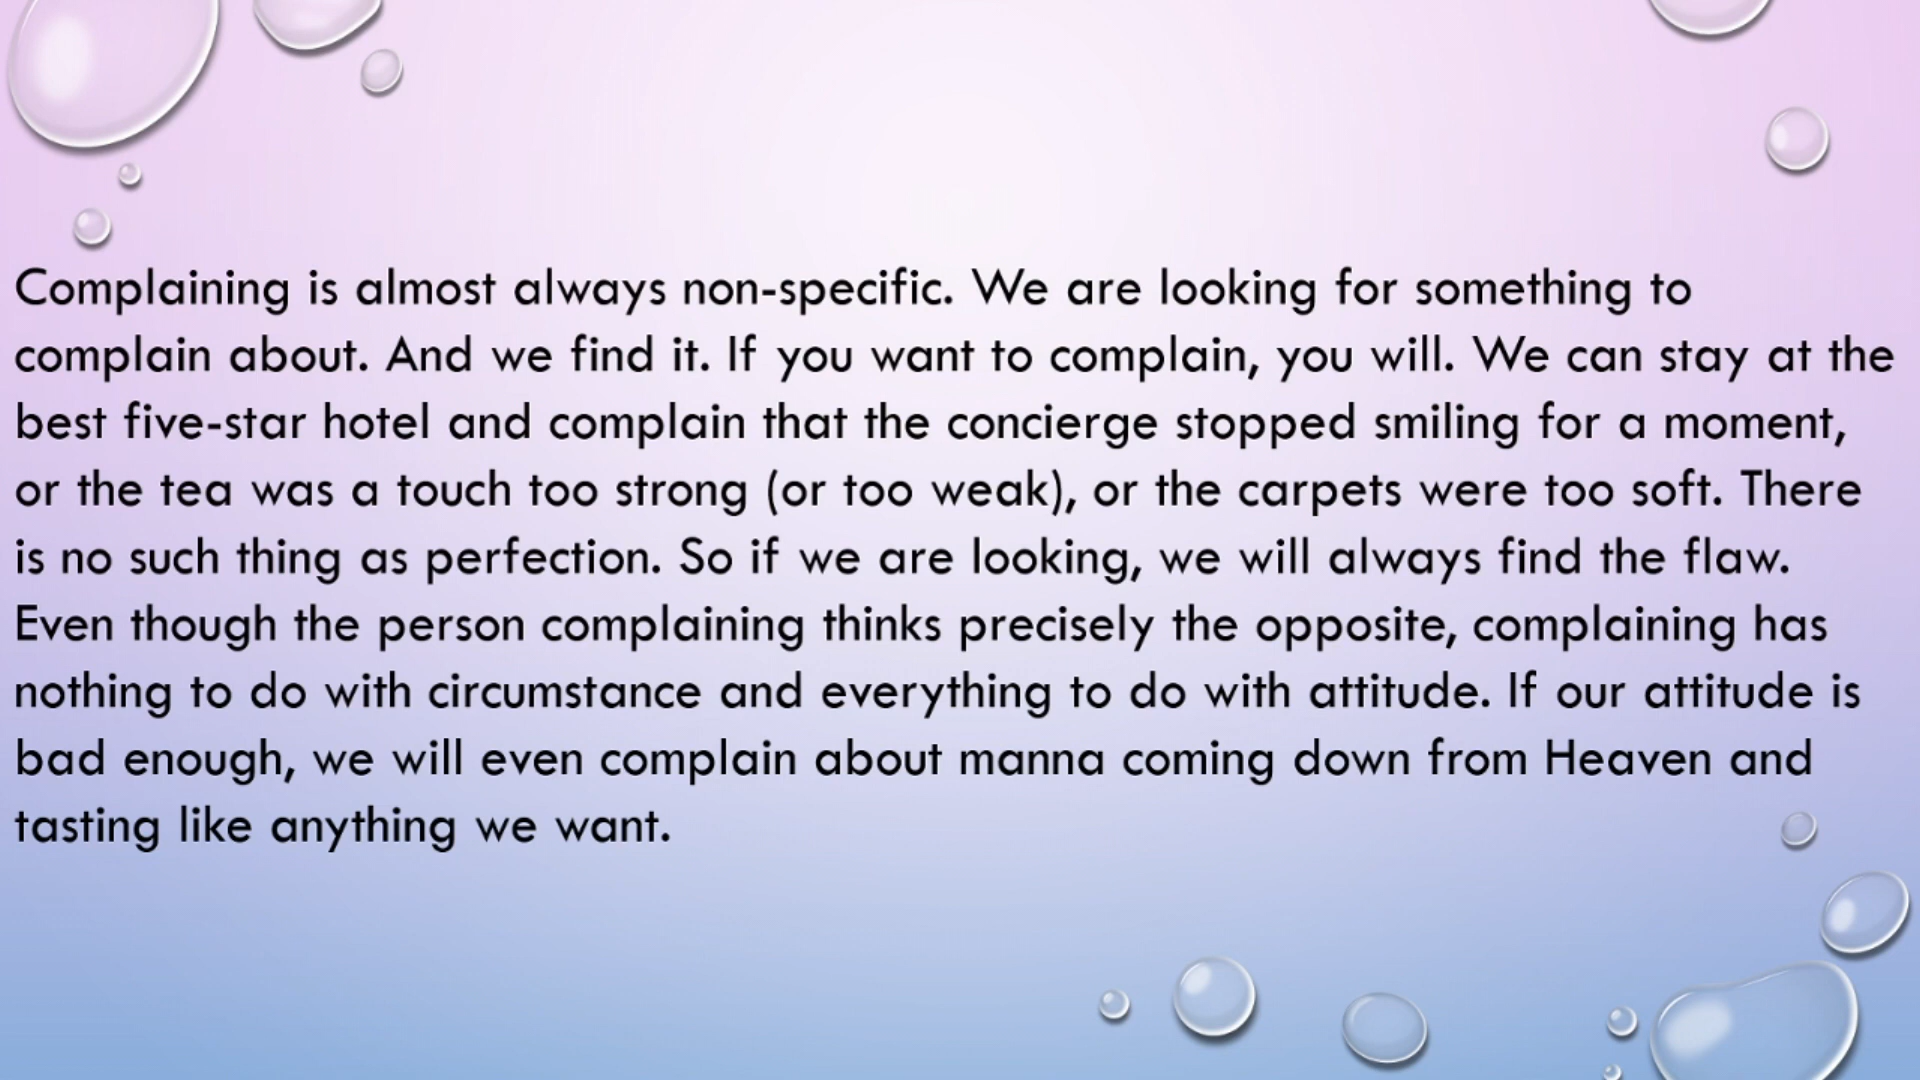 Complaining is almost always non-specific. We are looking for something to
complain about. And we find it. If you want to complain, you will. We can stay at the
best five-star hotel and complain that the concierge stopped smiling for a moment,
or the tea was a touch too strong (or too weak), or the carpets were too soft. There
is no such thing as perfection. So if we are looking, we will always find the flaw.
Even though the person complaining thinks precisely the opposite, complaining has
nothing to do with circumstance and everything to do with attitude. If our attitude is
bad enough, we will even complain about manna coming down from Heaven and
tasting like anything we want.